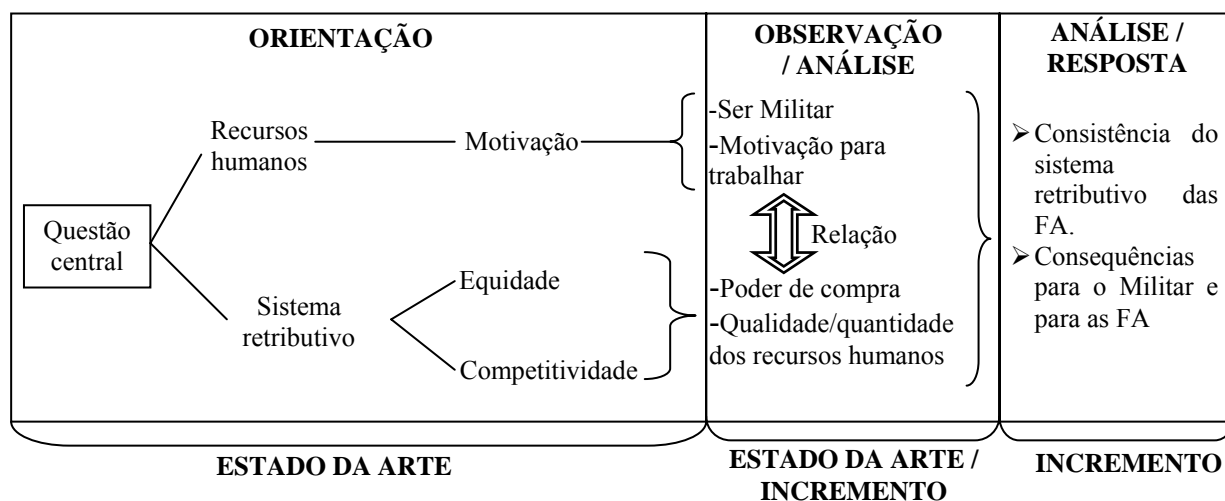 ORIENTAÇÃO
OBSERVAÇÃO
/ ANÁLISE
ANÁLISE /
RESPOSTA
Questão
central
Recursos
humanos
Motivação
Sistema
retributivo
Equidade
Competitividade
-Ser Militar
-Motivação para
trabalhar
Relação
-Poder de compra
-Qualidade/quantidade
dos recursos humanos
➢Consistência do
sistema
retributivo das
FA.
➢Consequências
para o Militar e
para as FA
ESTADO DA ARTE
ESTADO DA ARTE /
INCREMENTO
INCREMENTO